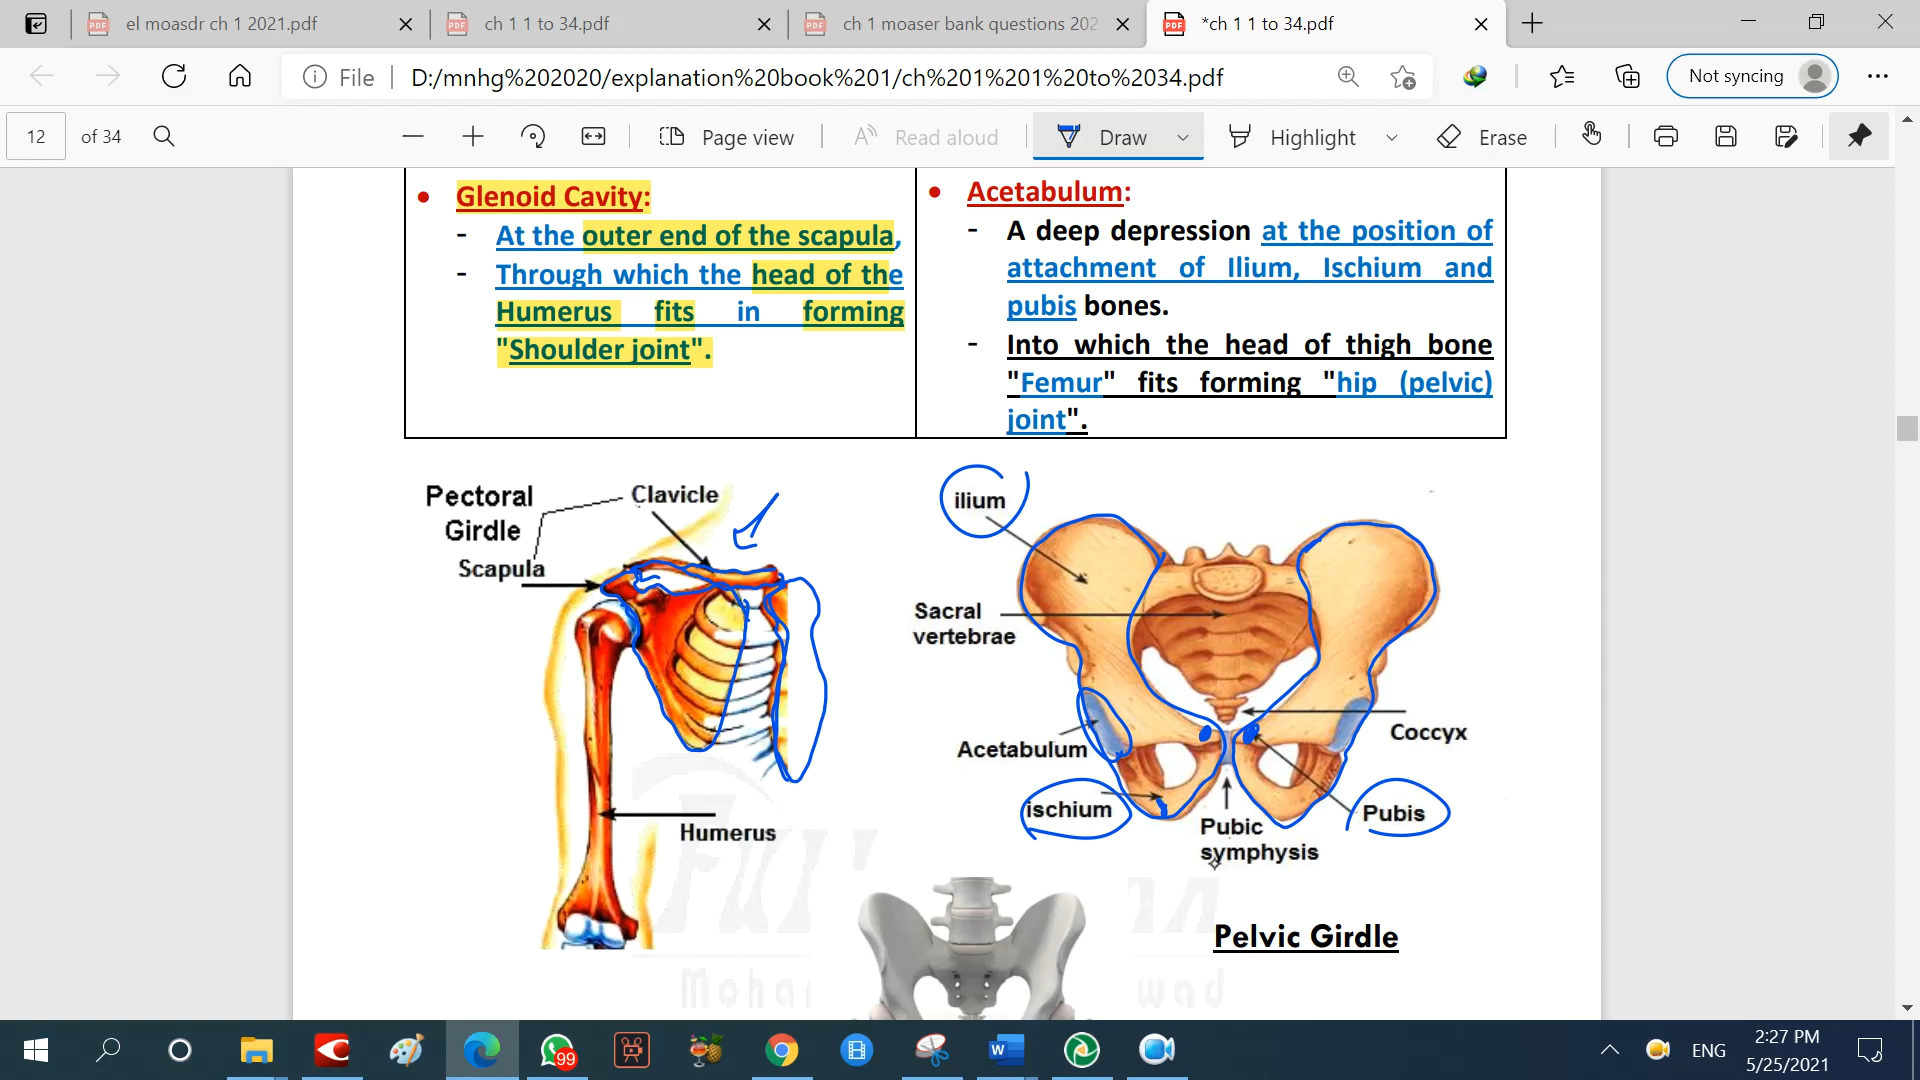 el moasdr ch 1 2021.pdf
ch 1 1 to 34.pdf
ch 1 moaser bank questions 202
*ch 1 1 to 34.pdf
File
D:/mnhg%202020/explanation%20book%201/ch%201%201%20to%2034.pdf
Not syncing
12 of 34
Page view
Read aloud
Draw
Highlight
Erase
• Glenoid Cavity:
- At the outer end of the scapula,
- Through which the head of the
Humerus fits in forming
"Shoulder joint".
• Acetabulum:
- A deep depression at the position of
attachment of Ilium, Ischium and
pubis bones.
- Into which the head of thigh bone
"Femur" fits forming "hip (pelvic)
joint".
Pectoral
Girdle
Clavicle
Scapula
Humerus
ilium
Sacral
vertebrae
Acetabulum
ischium
Coccyx
Pubis
Pubic
symphysis
Pelvic Girdle
99
ENG
2:27 PM
5/25/2021